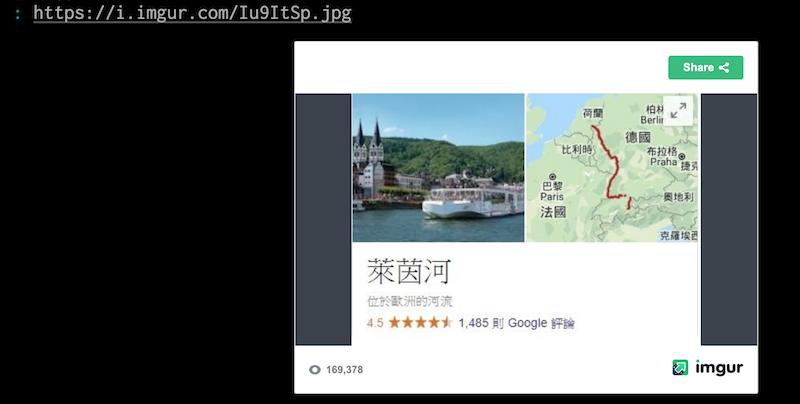 : https://i.imgur.com/Iu9ItSp.jpg
Share
荷蘭
柏林
Berlin
德國
比利時
布拉格
Praha
捷克
巴黎
Paris
法國
奧地利
克羅埃西
萊茵河
位於歐洲的河流
4.5 1,485 則 Google 評論
169,378
imgur